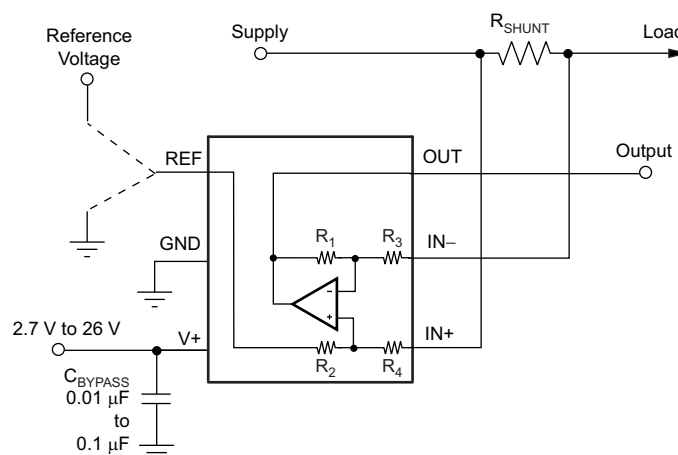 Reference
Voltage
Supply
RSHUNT
Load
REF
OUT
Output
GND
R1
R3
IN−
-
+
2.7 V to 26 V
V+
IN+
R2
R4
CBYPASS
0.01 μF
to
0.1 μF